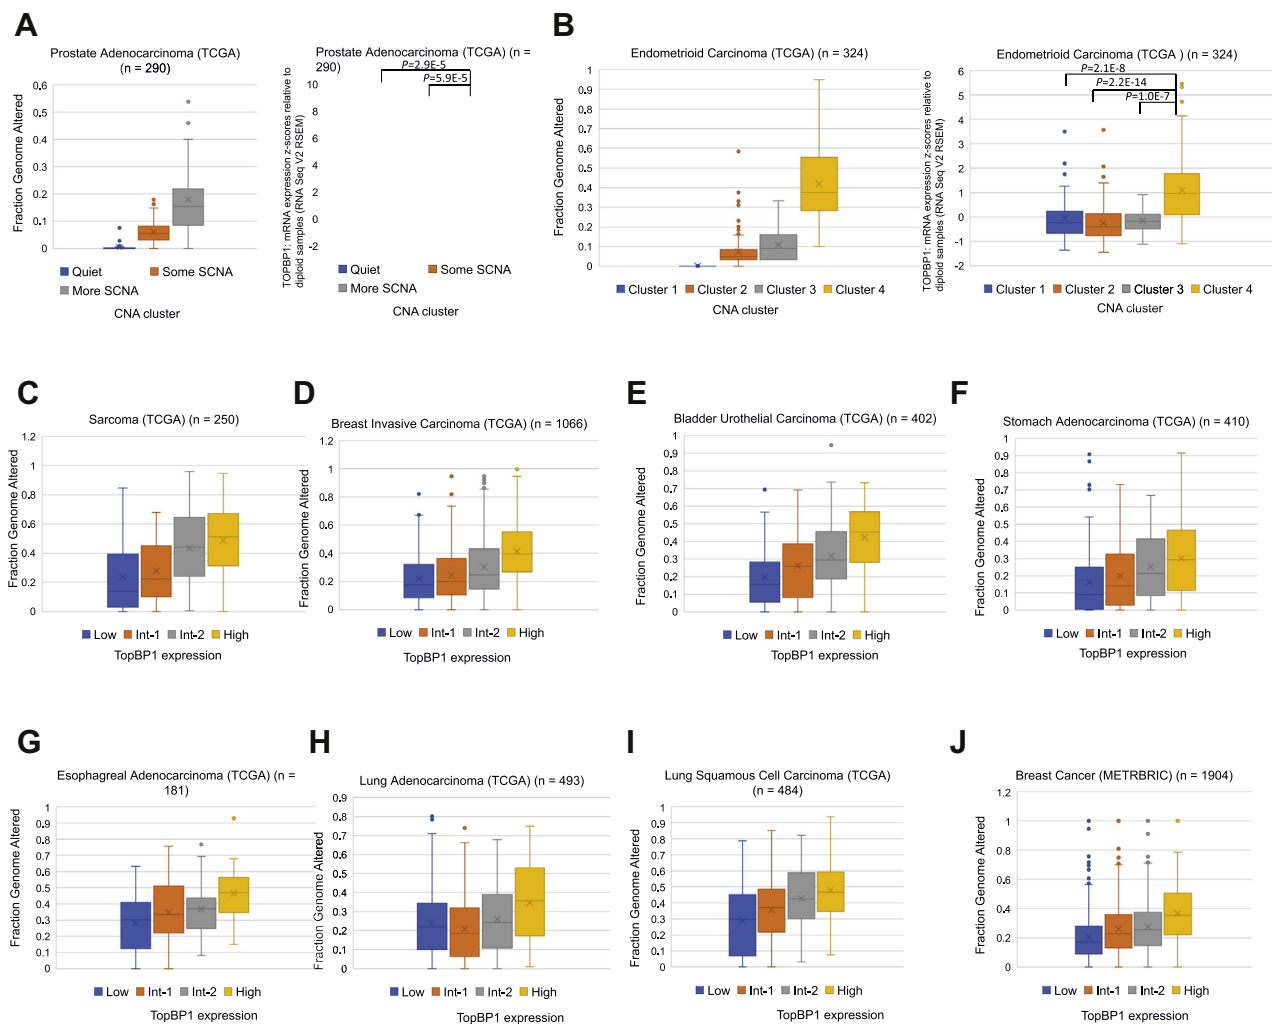 A
Prostate Adenocarcinoma (TCGA)
(n = 290)
Fraction Genome Altered
0.6
0.5
0.4
0.3
0.2
0.1
0
Quiet Some SCNA
More SCNA
CNA cluster
Prostate Adenocarcinoma (TCGA) (n =
290)
P=2.9E-5
P=5.9E-5
TOPBP1: mRNA expression z-scores relative to
diploid samples (RNA Seq V2 RSEM)
10
8
6
4
2
0
-2
Quiet Some SCNA
More SCNA
CNA cluster
B
Endometrioid Carcinoma (TCGA) (n = 324)
Fraction Genome Altered
1
0.9
0.8
0.7
0.6
0.5
0.4
0.3
0.2
0.1
0
Cluster 1 Cluster 2 Cluster 3 Cluster 4
CNA cluster
Endometrioid Carcinoma (TCGA ) (n = 324)
P=2.1E-8
P=2.2E-14
P=1.0E-7
TOPBP1: mRNA expression z-scores relative to
diploid samples (RNA Seq V2 RSEM)
6
5
4
3
2
1
0
-1
-2
Cluster 1 Cluster 2 Cluster 3 Cluster 4
CNA cluster
C
Sarcoma (TCGA) (n = 250)
Fraction Genome Altered
1.2
1
0.8
0.6
0.4
0.2
0
Low Int-1 Int-2 High
TopBP1 expression
D
Breast Invasive Carcinoma (TCGA) (n = 1066)
Fraction Genome Altered
1.2
1
0.8
0.6
0.4
0.2
0
Low Int-1 Int-2 High
TopBP1 expression
E
Bladder Urothelial Carcinoma (TCGA) (n = 402)
Fraction Genome Altered
1
0.9
0.8
0.7
0.6
0.5
0.4
0.3
0.2
0.1
0
Low Int-1 Int-2 High
TopBP1 expression
F
Stomach Adenocarcinoma (TCGA) (n = 410)
Fraction Genome Altered
1
0.9
0.8
0.7
0.6
0.5
0.4
0.3
0.2
0.1
0
Low Int-1 Int-2 High
TopBP1 expression
G
Esophagreal Adenocarcinoma (TCGA) (n =
181)
Fraction Genome Altered
1
0.9
0.8
0.7
0.6
0.5
0.4
0.3
0.2
0.1
0
Low Int-1 Int-2 High
TopBP1 expression
H
Lung Adenocarcinoma (TCGA) (n = 493)
Fraction Genome Altered
0.9
0.8
0.7
0.6
0.5
0.4
0.3
0.2
0.1
0
Low Int-1 Int-2 High
TopBP1 expression
I
Lung Squamous Cell Carcinoma (TCGA)
(n = 484)
Fraction Genome Altered
1
0.9
0.8
0.7
0.6
0.5
0.4
0.3
0.2
0.1
0
Low Int-1 Int-2 High
TopBP1 expression
J
Breast Cancer (METRBRIC) (n = 1904)
Fraction Genome Altered
1.2
1
0.8
0.6
0.4
0.2
0
Low Int-1 Int-2 High
TopBP1 expression